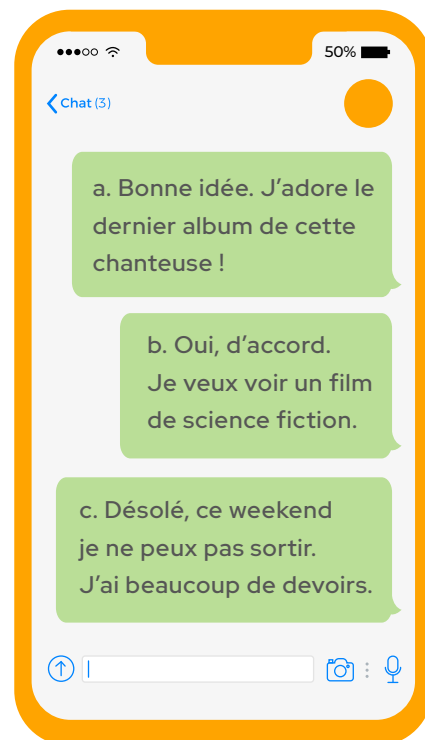 50%
Chat (3)
a. Bonne idée. J’adore le
dernier album de cette
chanteuse !
b. Oui, d’accord.
Je veux voir un film
de science fiction.
c. Désolé, ce weekend
je ne peux pas sortir.
J’ai beaucoup de devoirs.